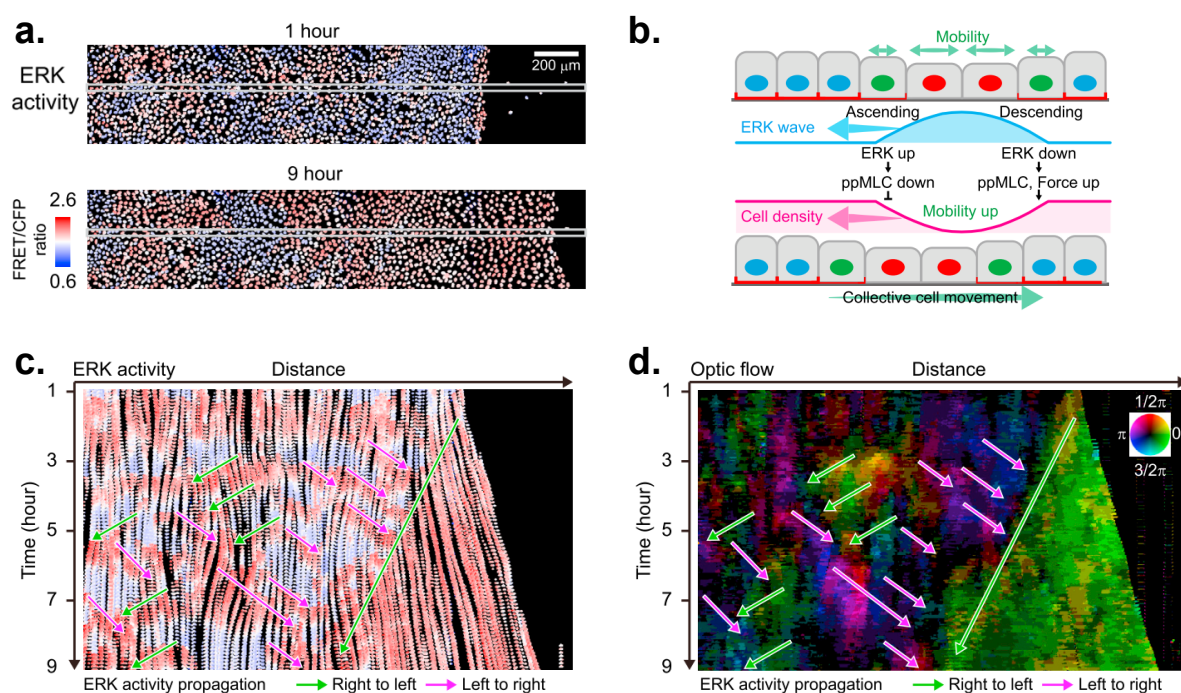 a.
1 hour
ERK
activity
200 μm
9 hour
2.6
FRET/CFP
ratio
0.6
b.
Mobility
Ascending
Descending
ERK wave
ERK up
ERK down
ppMLC down
ppMLC, Force up
Cell density
Mobility up
Collective cell movement
c.
ERK activity
Distance
1
3
5
7
9
Time (hour)
ERK activity propagation
Right to left
Left to right
d.
Optic flow
Distance
1/2π
π
0
3/2π
1
3
5
7
9
Time (hour)
ERK activity propagation
Right to left
Left to right